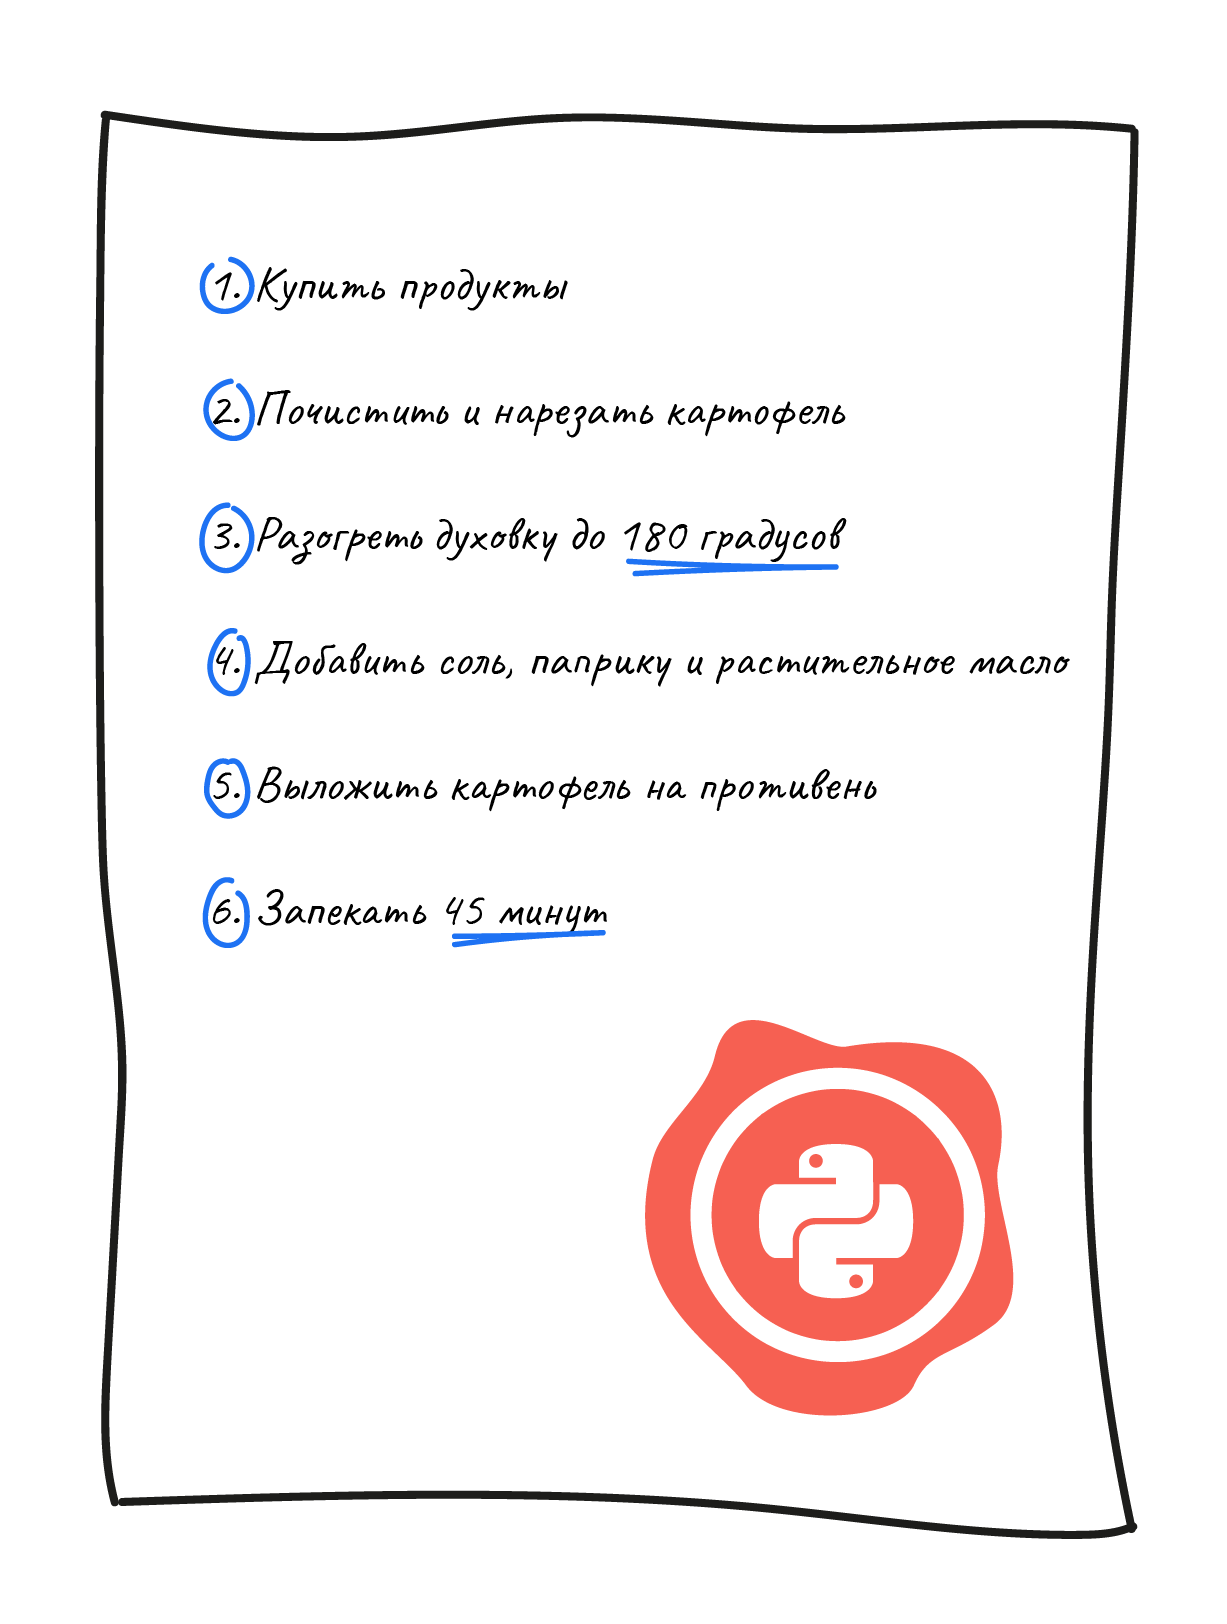 1. Купить продукты
2. Почистить и нарезать картофель
3. Разогреть духовку до 180 градусов
4. Добавить соль, паприку и растительное масло
5. Выложить картофель на противень
6. Запекать 45 минут